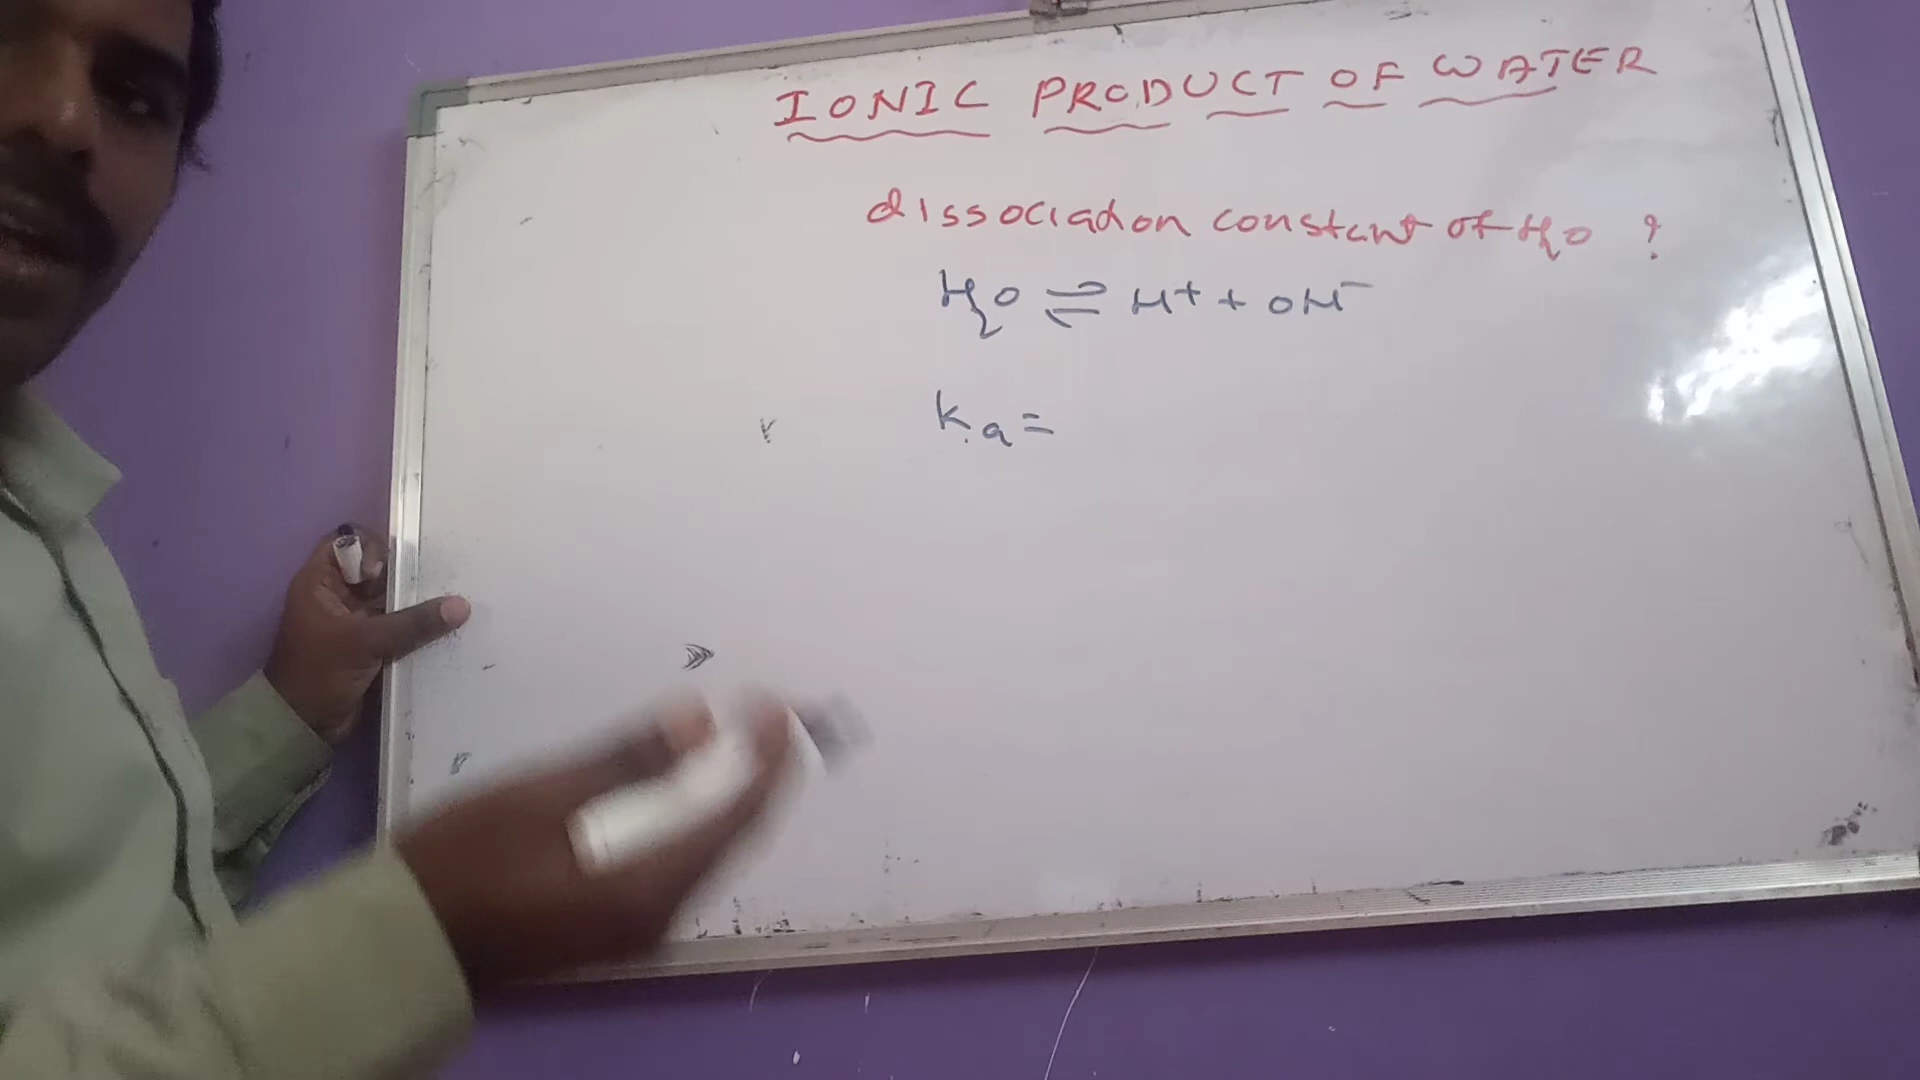 IONIC PRODUCT OF WATER
dissociation constant of H₂O ?
H₂O ⇌ H⁺ + OH⁻
Ka =